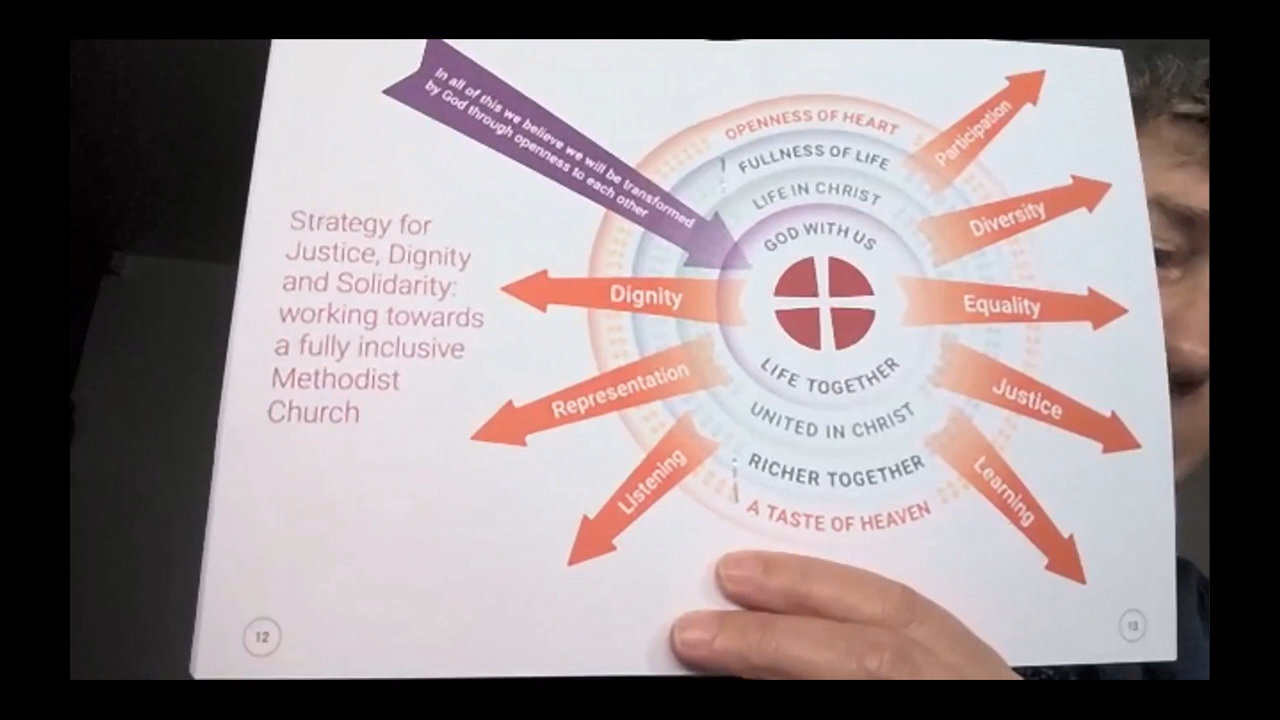 In all of this we believe we will be transformed
by God through openness to each other
Strategy for
Justice, Dignity
and Solidarity:
working towards
a fully inclusive
Methodist
Church
OPENNESS OF HEART
FULLNESS OF LIFE
LIFE IN CHRIST
GOD WITH US
LIFE TOGETHER
UNITED IN CHRIST
RICHER TOGETHER
A TASTE OF HEAVEN
Dignity
Representation
Listening
Participation
Diversity
Equality
Justice
Learning
12
13